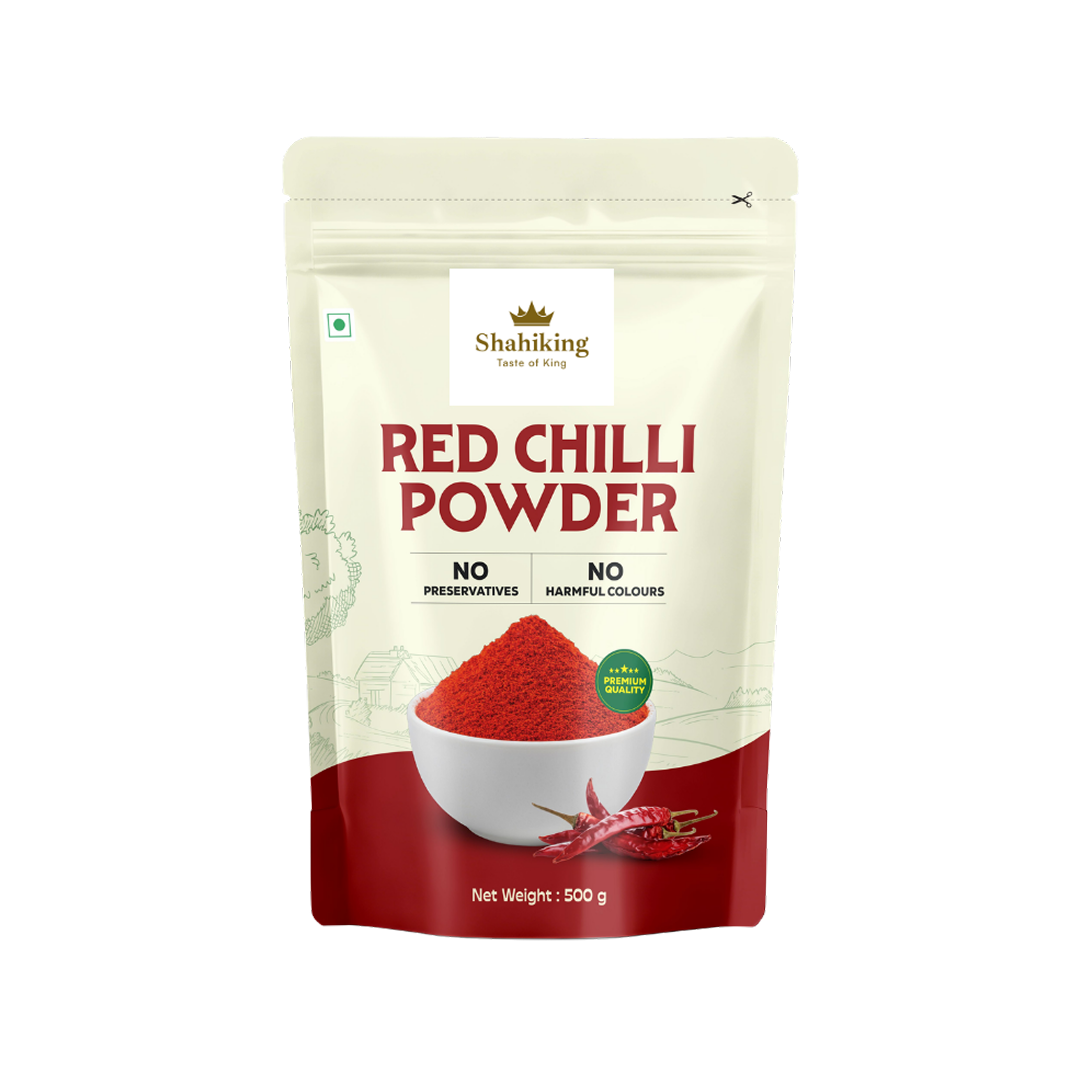 Shahiking
Taste of King
RED CHILLI
POWDER
NO
PRESERVATIVES
NO
HARMFUL COLOURS
PREMIUM
QUALITY
Net Weight : 500 g